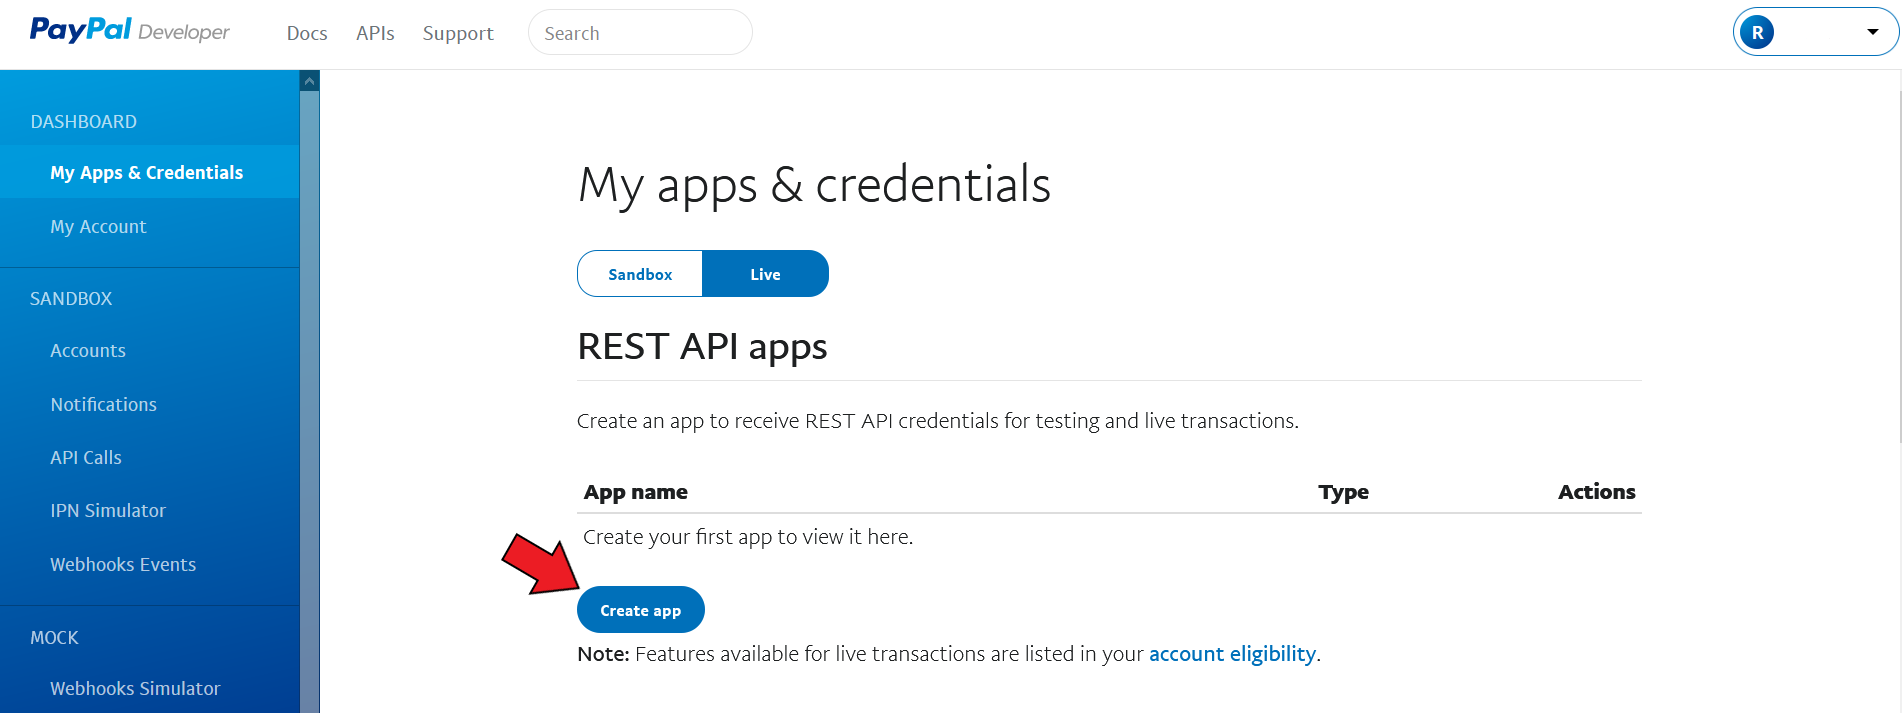 PayPal Developer
Docs APIs Support Search R
DASHBOARD
My Apps & Credentials
My Account
SANDBOX
Accounts
Notifications
API Calls
IPN Simulator
Webhooks Events
MOCK
Webhooks Simulator
My apps & credentials
Sandbox Live
REST API apps
Create an app to receive REST API credentials for testing and live transactions.
App name Type Actions
Create your first app to view it here.
Create app
Note: Features available for live transactions are listed in your account eligibility.